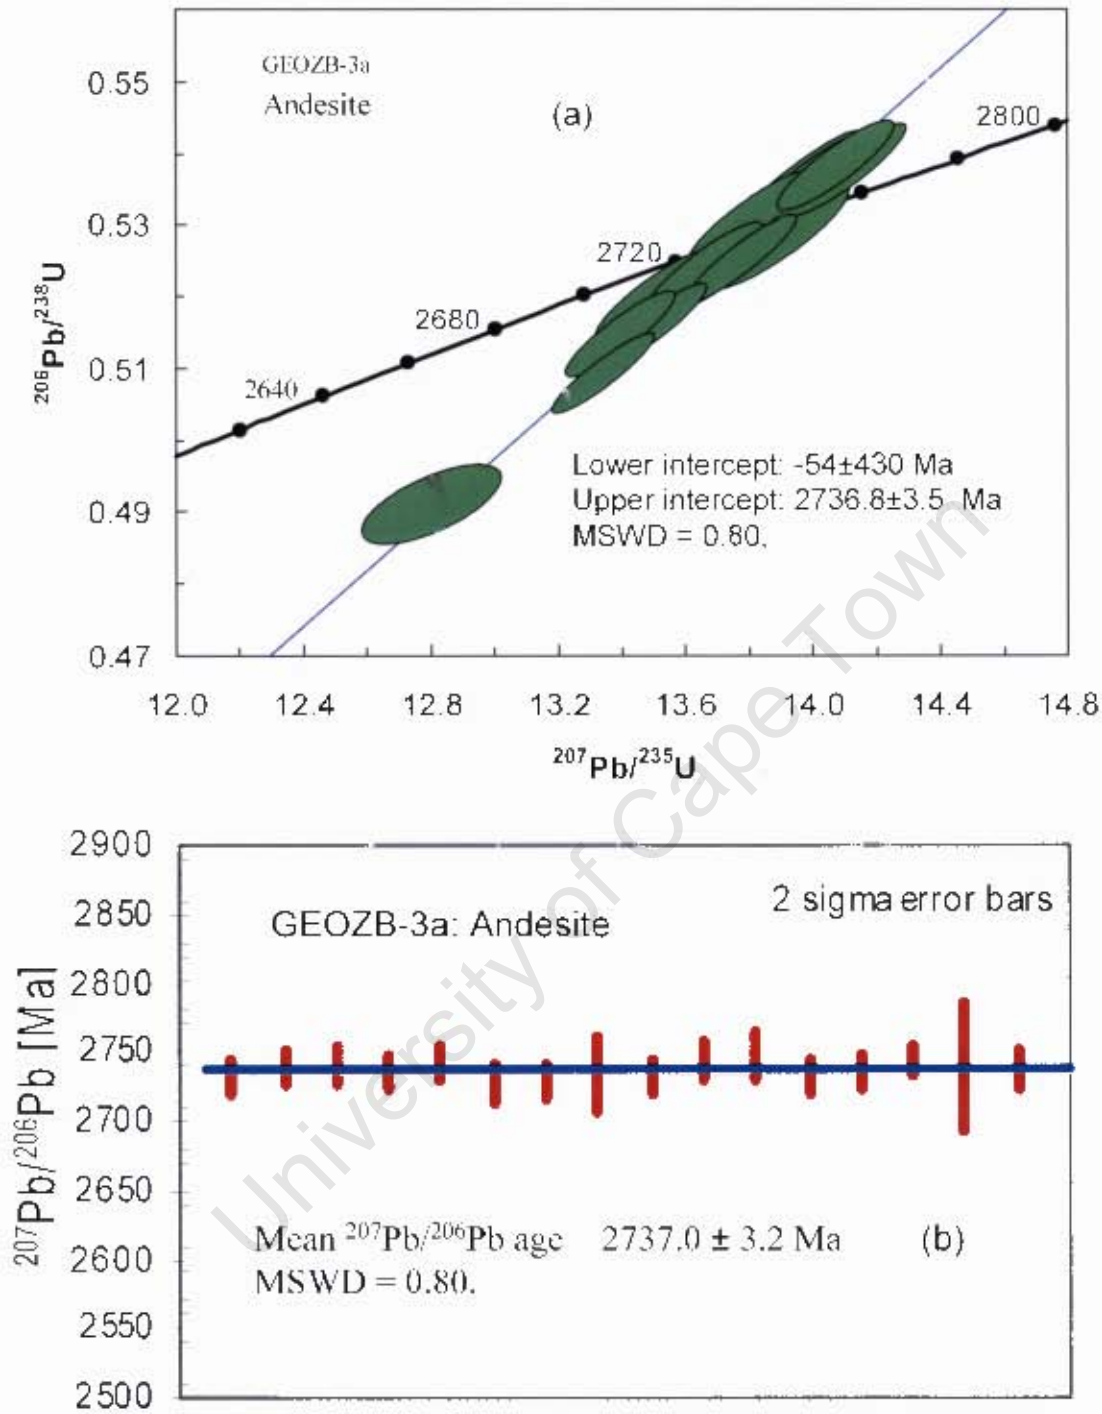 GEOZB-3a
Andesite
(a)
2800
2720
2680
2640
0.55
0.53
0.51
0.49
0.47
²⁰⁶Pb/²³⁸U
Lower intercept: -54±430 Ma
Upper intercept: 2736.8±3.5 Ma
MSWD = 0.80,
12.0 12.4 12.8 13.2 13.6 14.0 14.4 14.8
²⁰⁷Pb/²³⁵U
University of Cape Town
2900
2850
2800
2750
2700
2650
2600
2550
2500
²⁰⁷Pb/²⁰⁶Pb [Ma]
2 sigma error bars
GEOZB-3a: Andesite
Mean ²⁰⁷Pb/²⁰⁶Pb age 2737.0 ± 3.2 Ma
(b)
MSWD = 0.80.